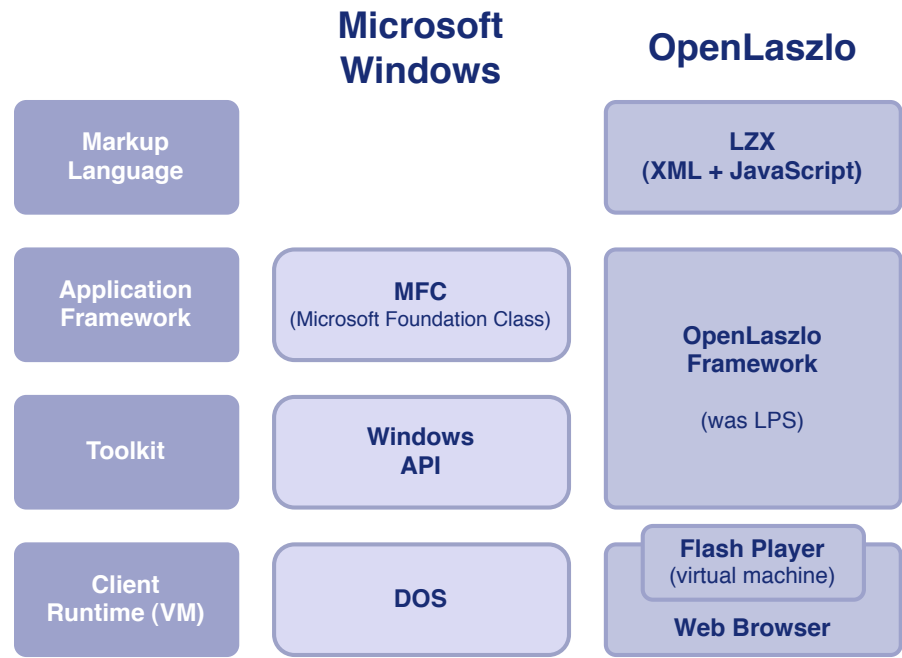 Microsoft
Windows
OpenLaszlo
Markup
Language
LZX
(XML + JavaScript)
Application
Framework
MFC
(Microsoft Foundation Class)
OpenLaszlo
Framework
(was LPS)
Toolkit
Windows
API
Client
Runtime (VM)
DOS
Flash Player
(virtual machine)
Web Browser